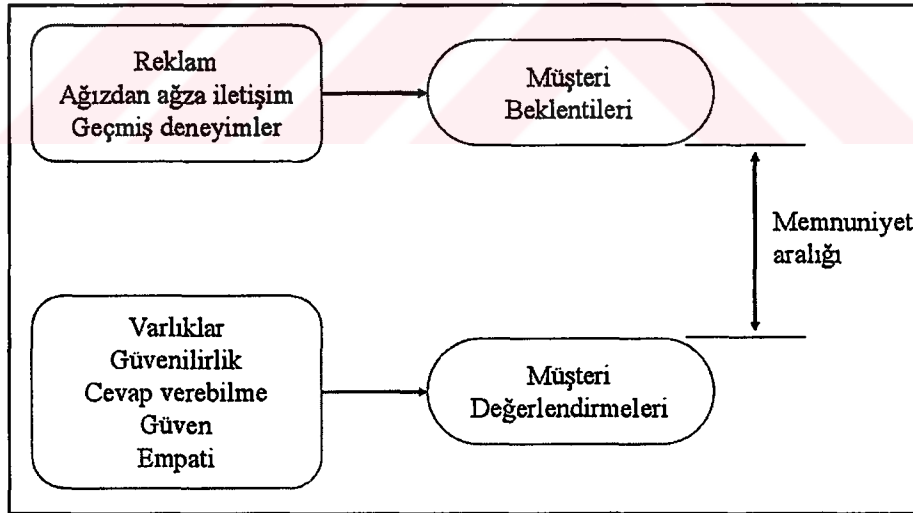 Reklam
Ağızdan ağza iletişim
Geçmiş deneyimler
Müşteri
Beklentileri
Memnuniyet
aralığı
Varlıklar
Güvenilirlik
Cevap verebilme
Güven
Empati
Müşteri
Değerlendirmeleri